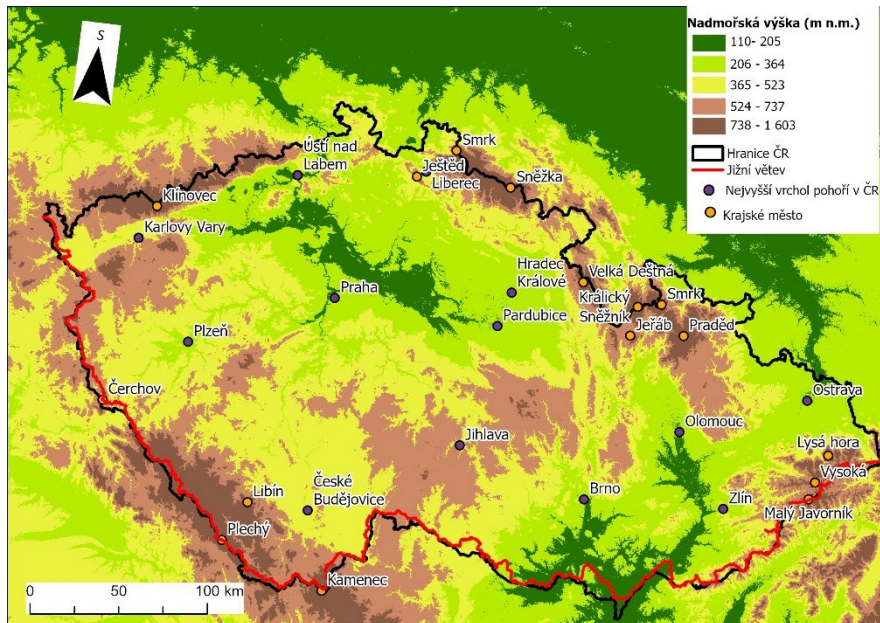 S
Nadmořská výška (m n.m.)
110- 205
206 - 364
365 - 523
524 - 737
738 - 1 603
Hranice ČR
Jižní větev
Nejvyšší vrchol pohoří v ČR
Krajské město
Smrk
Ústí nad
Labem
Ještěd
Liberec
Sněžka
Klínovec
Karlovy Vary
Hradec
Králové
Velká Deštná
Praha
Králický
Sněžník
Smrk
Pardubice
Jeřáb
Praděd
Plzeň
Čerchov
Ostrava
Olomouc
Jihlava
Lysá hora
Vysoká
Libín
České
Budějovice
Brno
Zlín
Malý Javorník
Plechý
Kamenec
0
50
100 km